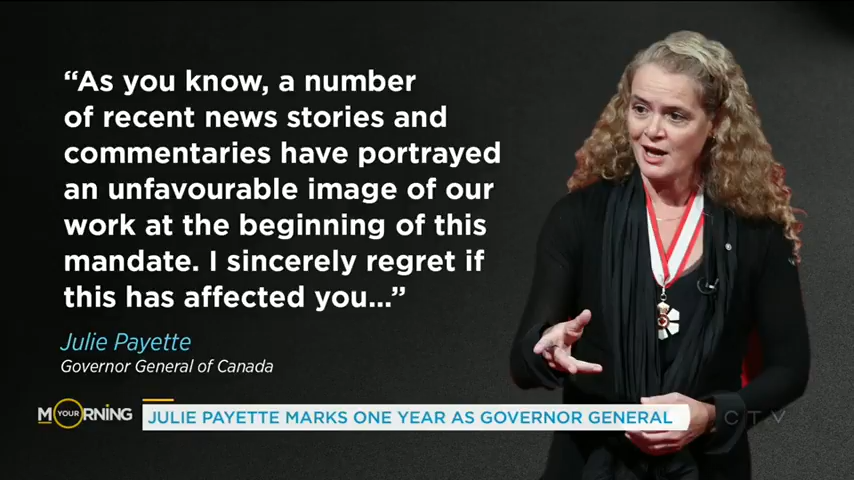 “As you know, a number
of recent news stories and
commentaries have portrayed
an unfavourable image of our
work at the beginning of this
mandate. I sincerely regret if
this has affected you...”
Julie Payette
Governor General of Canada
YOUR MORNING
JULIE PAYETTE MARKS ONE YEAR AS GOVERNOR GENERAL
CTV